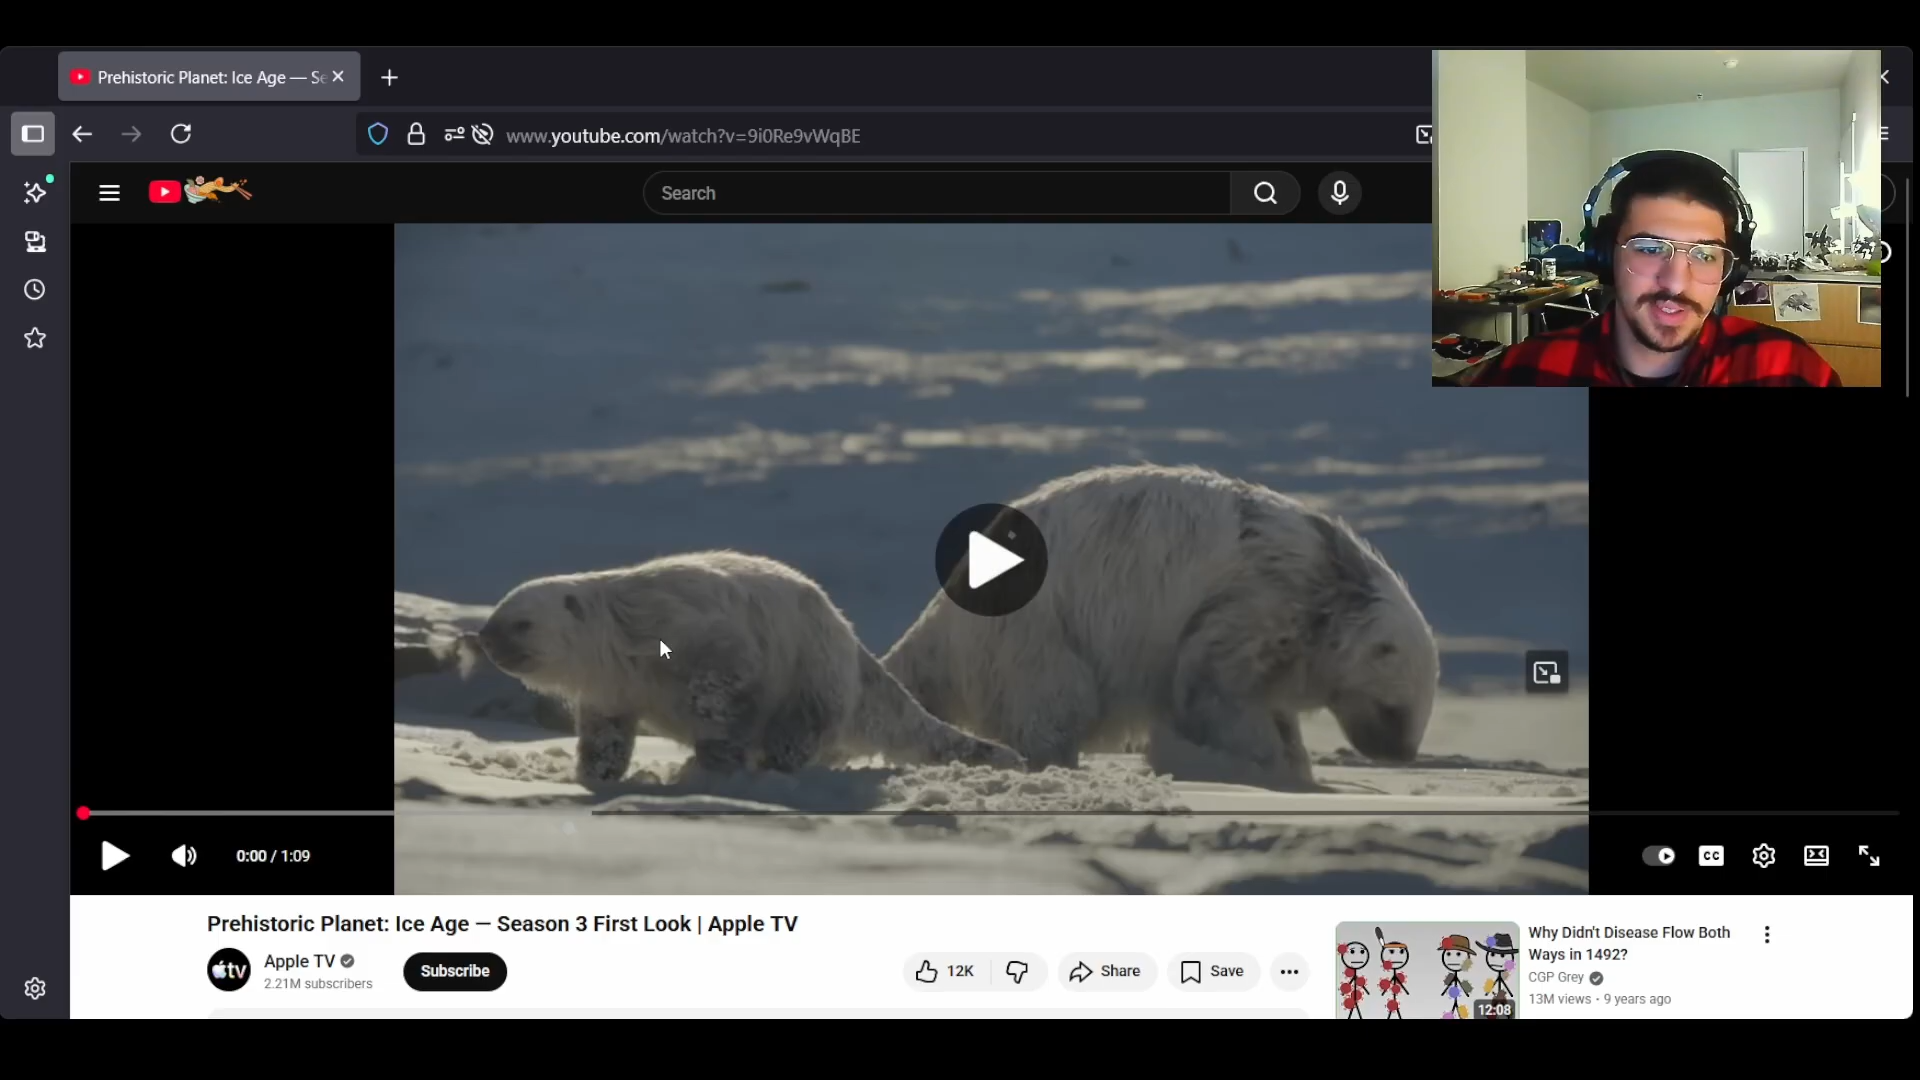 Prehistoric Planet: Ice Age — Se
www.youtube.com/watch?v=9i0Re9vWqBE
Search
0:00 / 1:09
CC
Prehistoric Planet: Ice Age — Season 3 First Look | Apple TV
tv
Apple TV
2.21M subscribers
Subscribe
12K
Share
Save
Why Didn't Disease Flow Both
Ways in 1492?
CGP Grey
13M views • 9 years ago
12:08